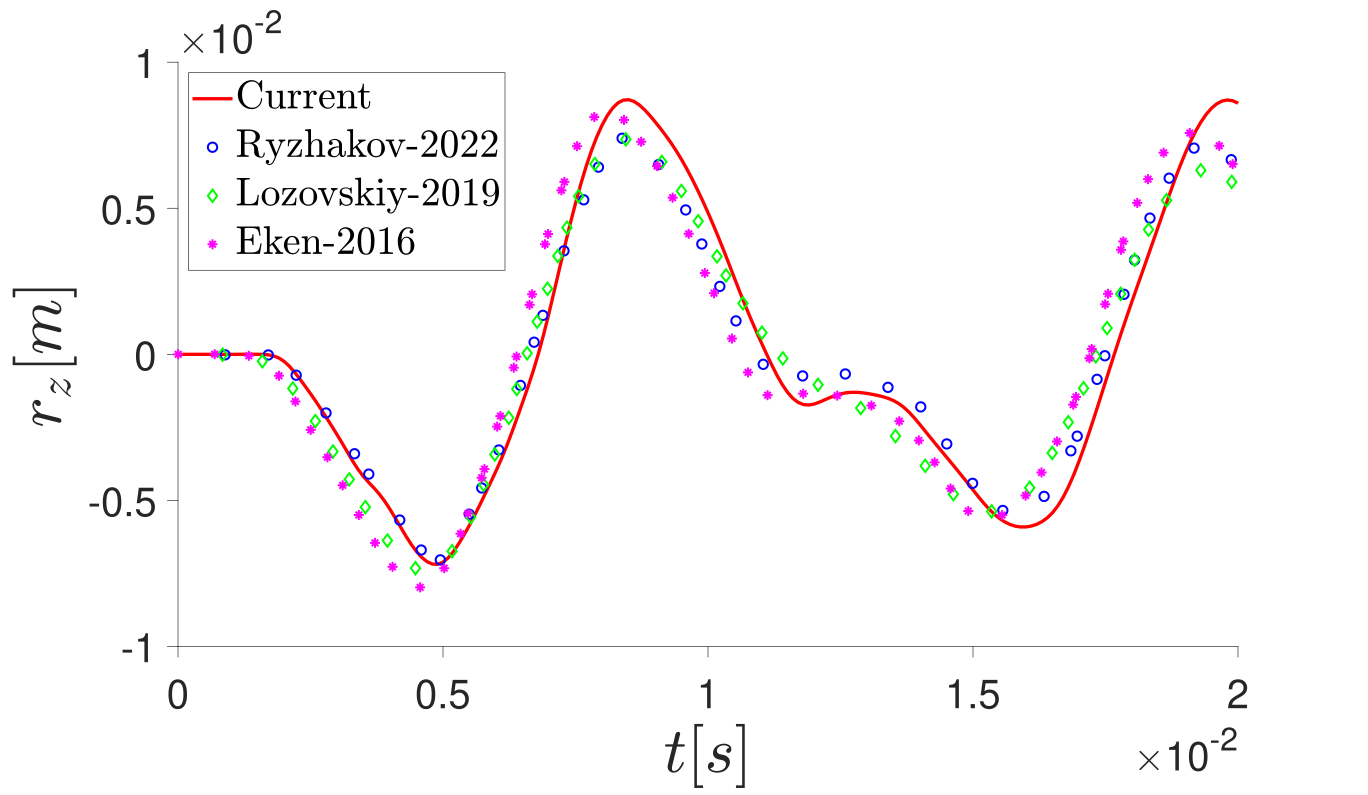 ×10-2
1
0.5
0
-0.5
-1
r_z[m]
Current
Ryzhakov-2022
Lozovskiy-2019
Eken-2016
0 0.5 1 1.5 2
t[s]
×10-2